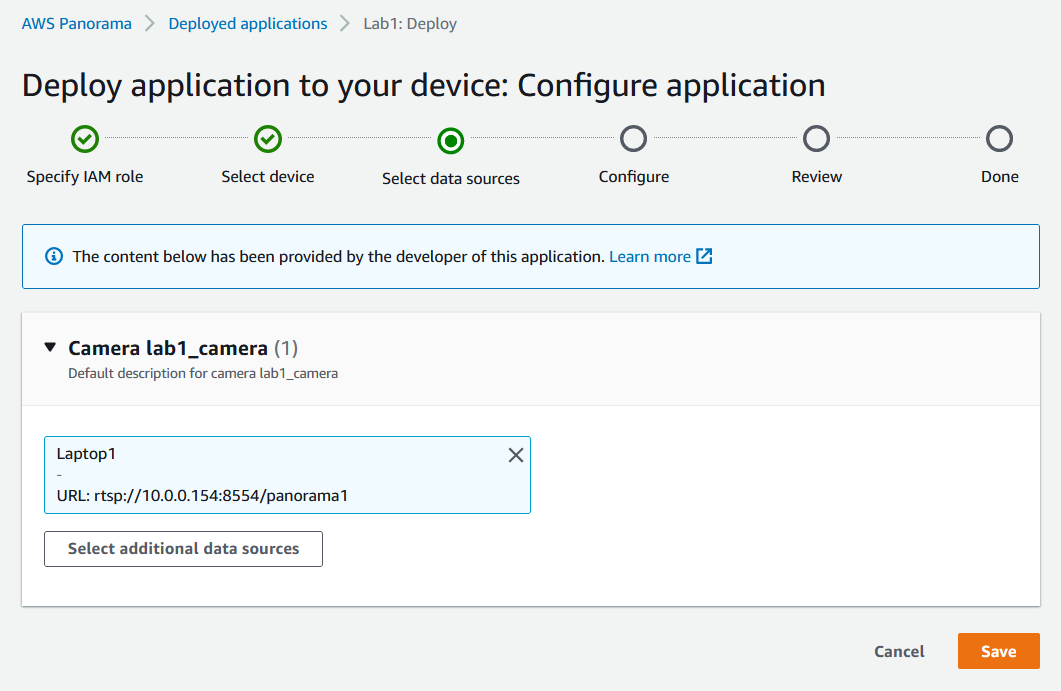 AWS Panorama > Deployed applications > Lab1: Deploy
Deploy application to your device: Configure application
Specify IAM role
Select device
Select data sources
Configure
Review
Done
The content below has been provided by the developer of this application. Learn more
Camera lab1_camera (1)
Default description for camera lab1_camera
Laptop1
-
URL: rtsp://10.0.0.154:8554/panorama1
Select additional data sources
Cancel
Save